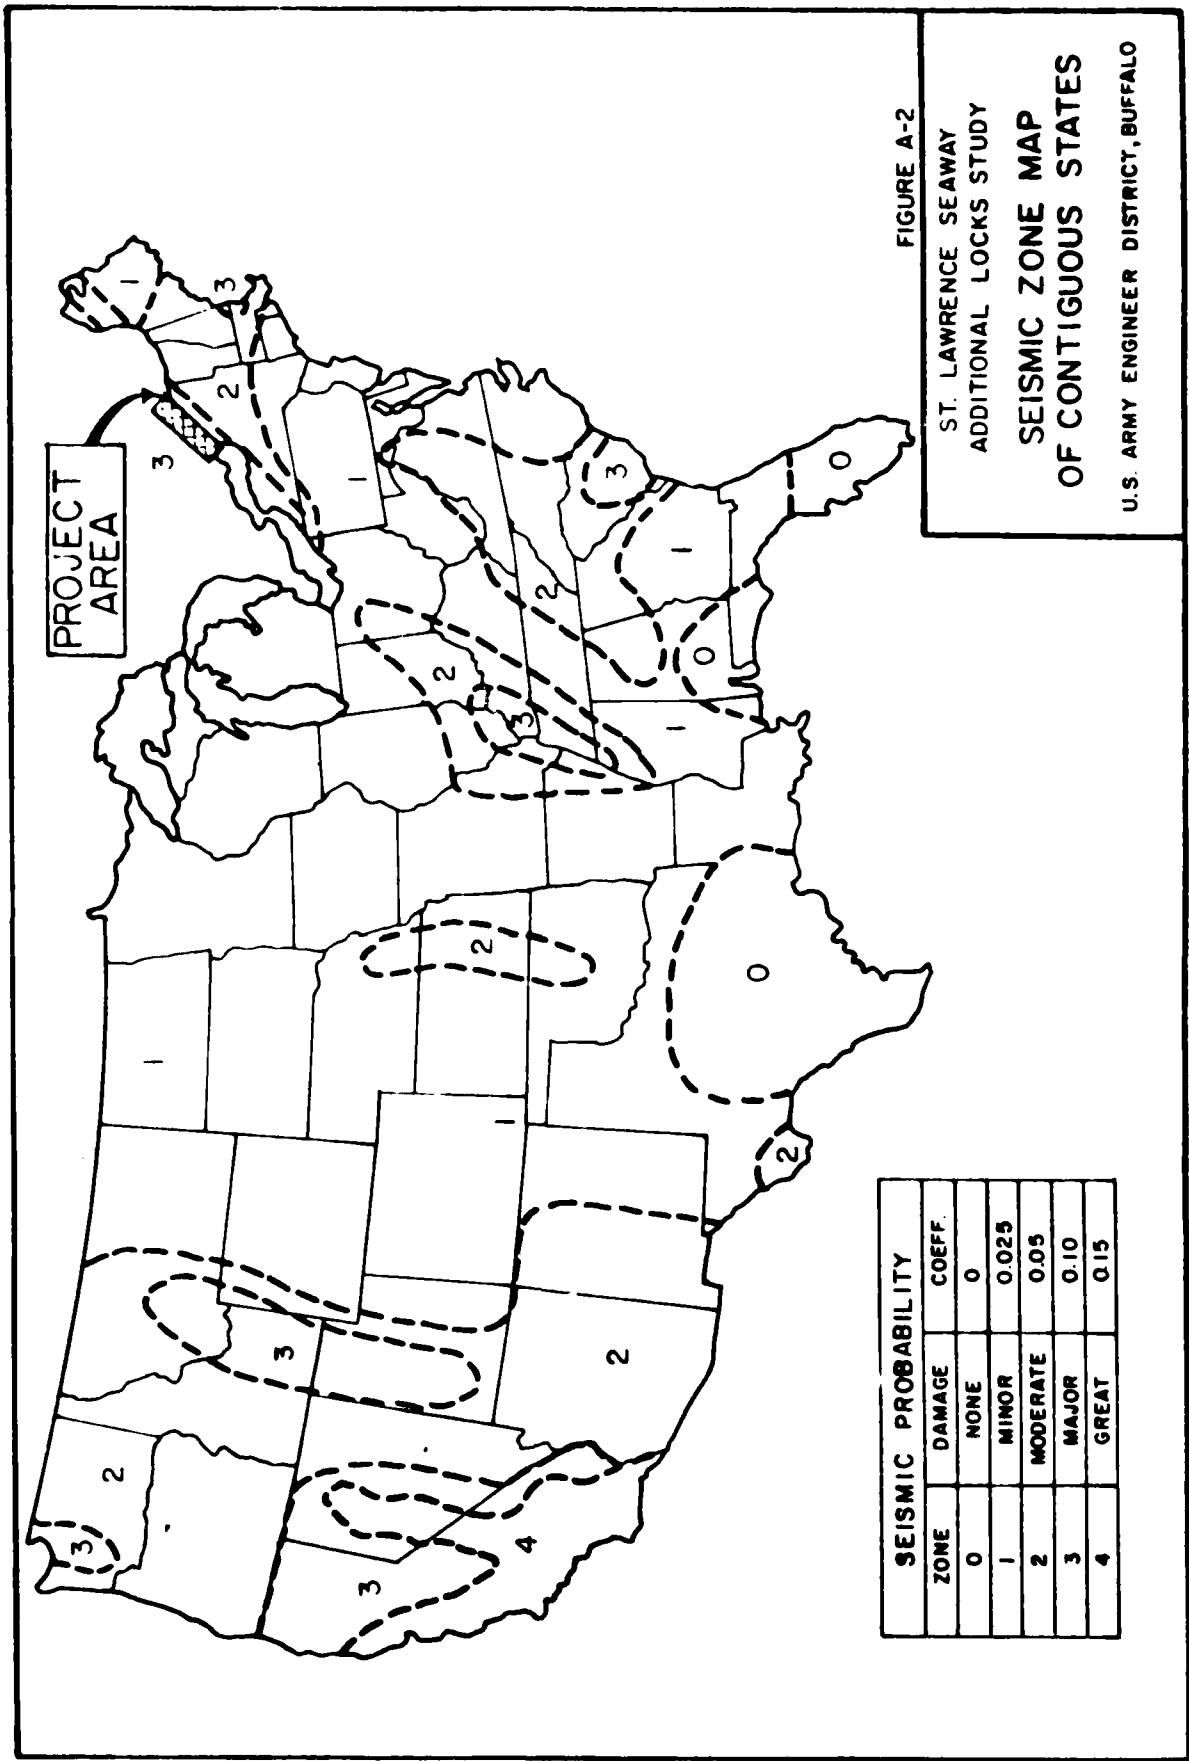 PROJECT
AREA
2
3
2
1
1
3
3
2
3
1
3
2
2
1
3
4
2
3
2
1
1
0
0
2
0
SEISMIC PROBABILITY
ZONE DAMAGE COEFF.
0 NONE 0
1 MINOR 0.025
2 MODERATE 0.05
3 MAJOR 0.10
4 GREAT 0.15
FIGURE A-2
ST. LAWRENCE SEAWAY
ADDITIONAL LOCKS STUDY
SEISMIC ZONE MAP
OF CONTIGUOUS STATES
U.S. ARMY ENGINEER DISTRICT, BUFFALO